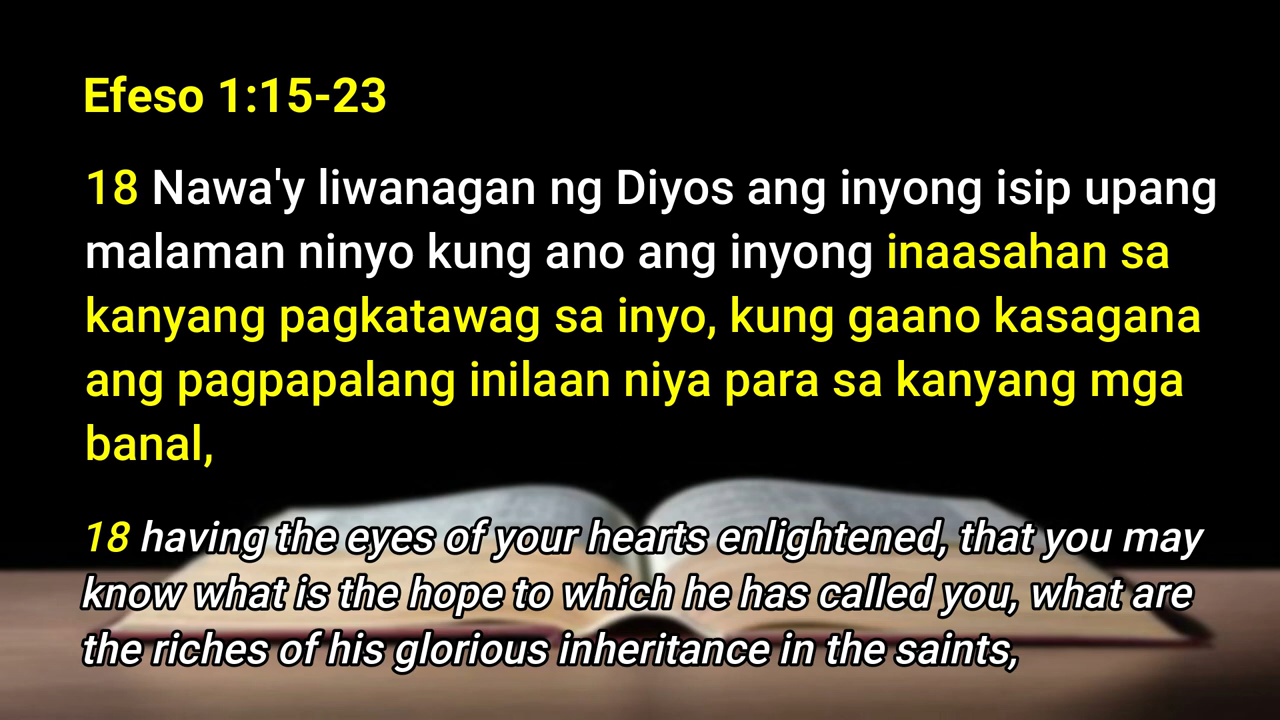 Efeso 1:15-23
18 Nawa'y liwanagan ng Diyos ang inyong isip upang
malaman ninyo kung ano ang inyong inaasahan sa
kanyang pagkatawag sa inyo, kung gaano kasagana
ang pagpapalang inilaan niya para sa kanyang mga
banal,
18 having the eyes of your hearts enlightened, that you may
know what is the hope to which he has called you, what are
the riches of his glorious inheritance in the saints,